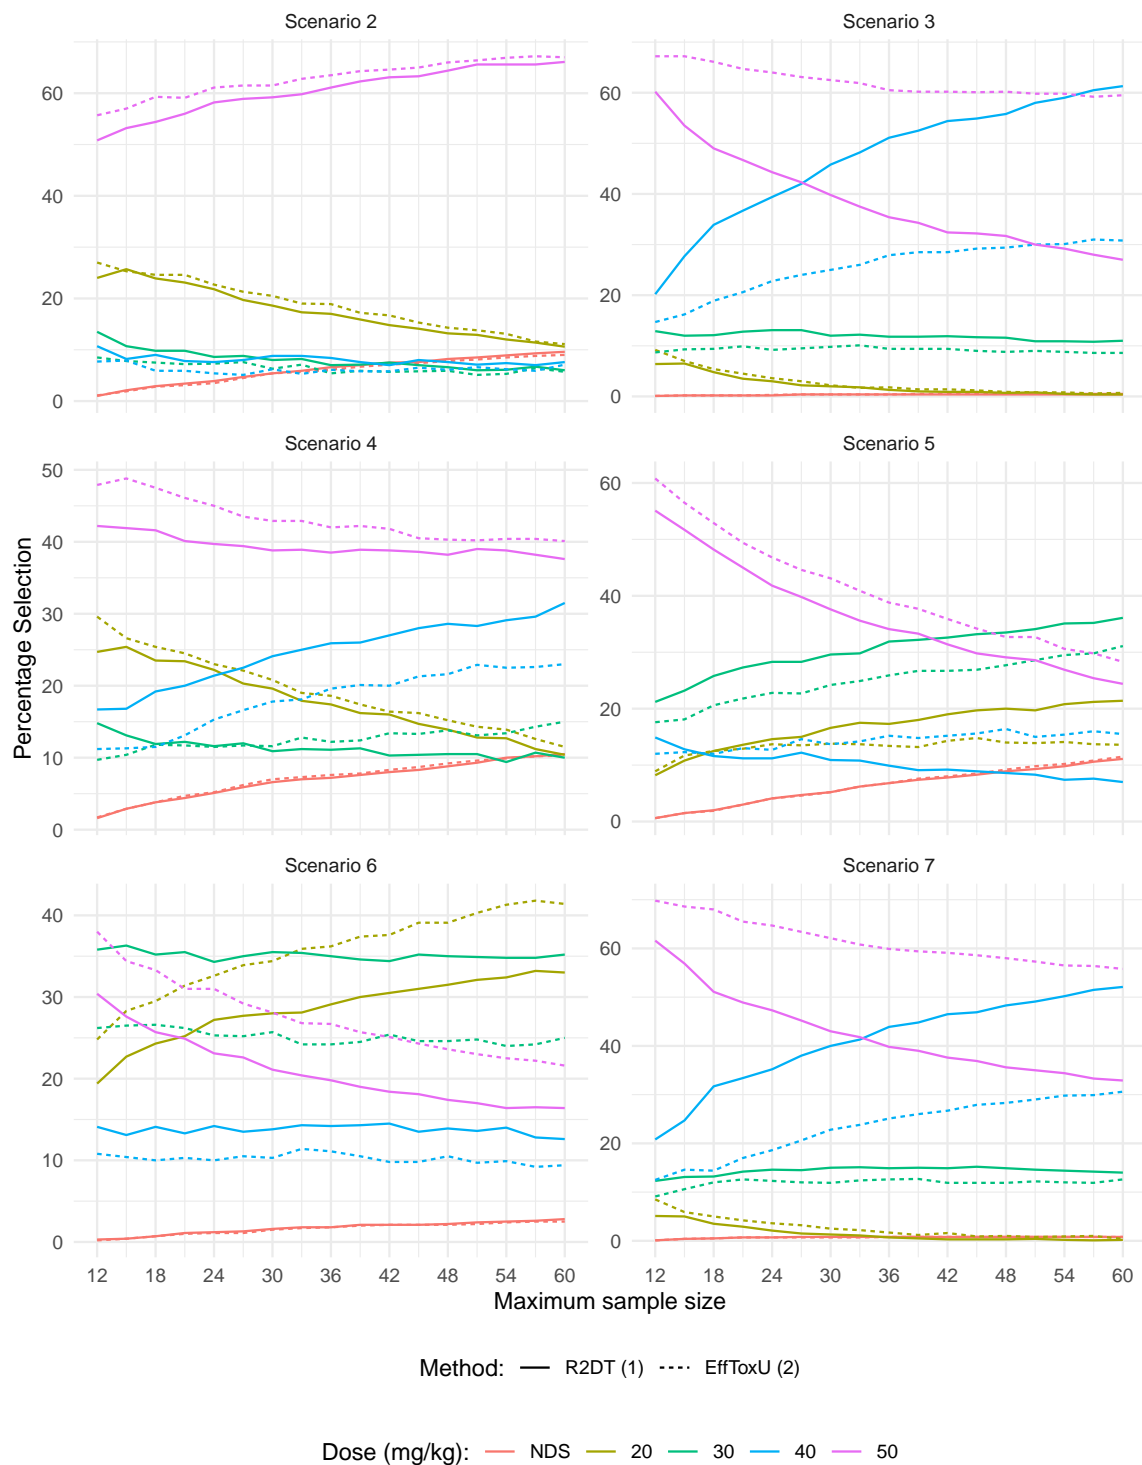 Scenario 2
Scenario 3
60
40
20
0
60
40
20
0
Scenario 4
Scenario 5
50
40
30
20
10
0
60
40
20
0
Percentage Selection
Scenario 6
Scenario 7
40
30
20
10
0
60
40
20
0
12 18 24 30 36 42 48 54 60
12 18 24 30 36 42 48 54 60
Maximum sample size
Method: R2DT (1) EffToxU (2)
Dose (mg/kg): NDS 20 30 40 50